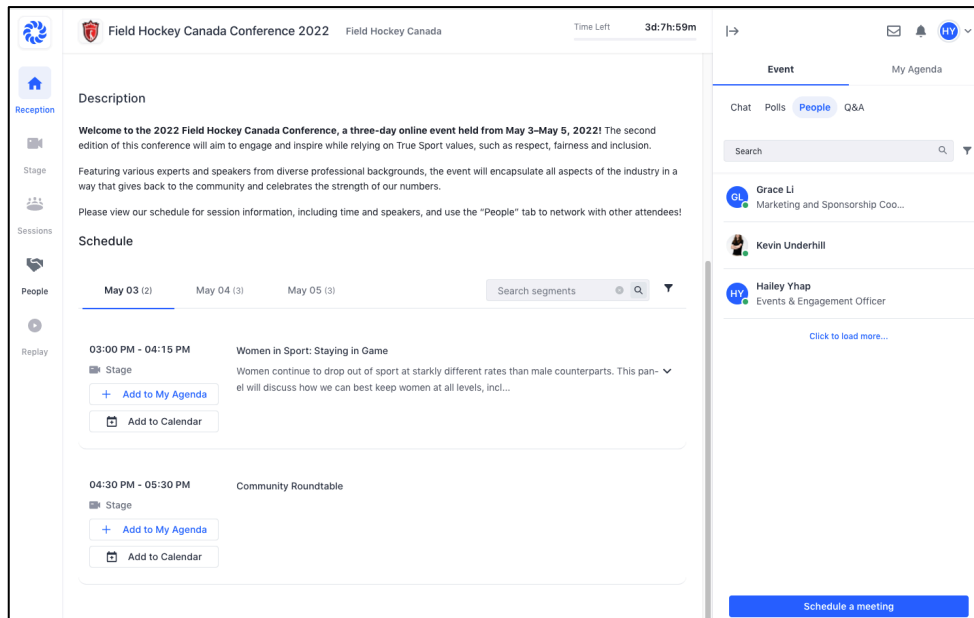 Field Hockey Canada Conference 2022
Field Hockey Canada
Time Left
3d:7h:59m
HY
Reception
Stage
Sessions
People
Replay
Description
Welcome to the 2022 Field Hockey Canada Conference, a three-day online event held from May 3–May 5, 2022! The second
edition of this conference will aim to engage and inspire while relying on True Sport values, such as respect, fairness and inclusion.
Featuring various experts and speakers from diverse professional backgrounds, the event will encapsulate all aspects of the industry in a
way that gives back to the community and celebrates the strength of our numbers.
Please view our schedule for session information, including time and speakers, and use the “People” tab to network with other attendees!
Schedule
May 03 (2)
May 04 (3)
May 05 (3)
Search segments
03:00 PM - 04:15 PM
Stage
+ Add to My Agenda
Add to Calendar
Women in Sport: Staying in Game
Women continue to drop out of sport at starkly different rates than male counterparts. This pan-
el will discuss how we can best keep women at all levels, incl...
04:30 PM - 05:30 PM
Stage
+ Add to My Agenda
Add to Calendar
Community Roundtable
Event
My Agenda
Chat
Polls
People
Q&A
Search
GL
Grace Li
Marketing and Sponsorship Coo...
Kevin Underhill
HY
Hailey Yhap
Events & Engagement Officer
Click to load more...
Schedule a meeting